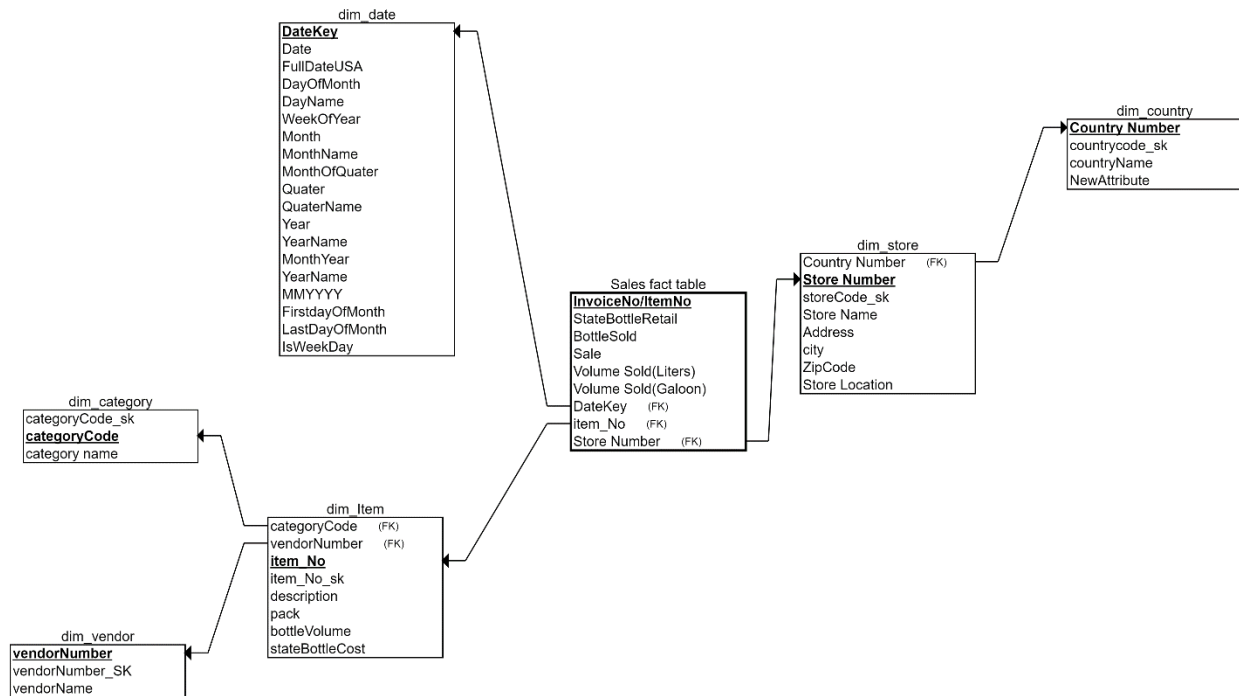 dim_date
DateKey
Date
FullDateUSA
DayOfMonth
DayName
WeekOfYear
Month
MonthName
MonthOfQuater
Quater
QuaterName
Year
YearName
MonthYear
YearName
MMYYYY
FirstdayOfMonth
LastDayOfMonth
IsWeekDay
dim_country
Country Number
countrycode_sk
countryName
NewAttribute
dim_store
Country Number (FK)
Store Number
storeCode_sk
Store Name
Address
city
ZipCode
Store Location
Sales fact table
InvoiceNo/ItemNo
StateBottleRetail
BottleSold
Sale
Volume Sold(Liters)
Volume Sold(Galoon)
DateKey (FK)
item_No (FK)
Store Number (FK)
dim_category
categoryCode_sk
categoryCode
category name
dim_Item
categoryCode (FK)
vendorNumber (FK)
item_No
item_No_sk
description
pack
bottleVolume
stateBottleCost
dim_vendor
vendorNumber
vendorNumber_SK
vendorName